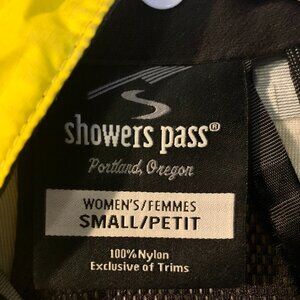 showers pass®
Portland, Oregon
WOMEN'S/FEMMES
SMALL/PETIT
100% Nylon
Exclusive of Trims